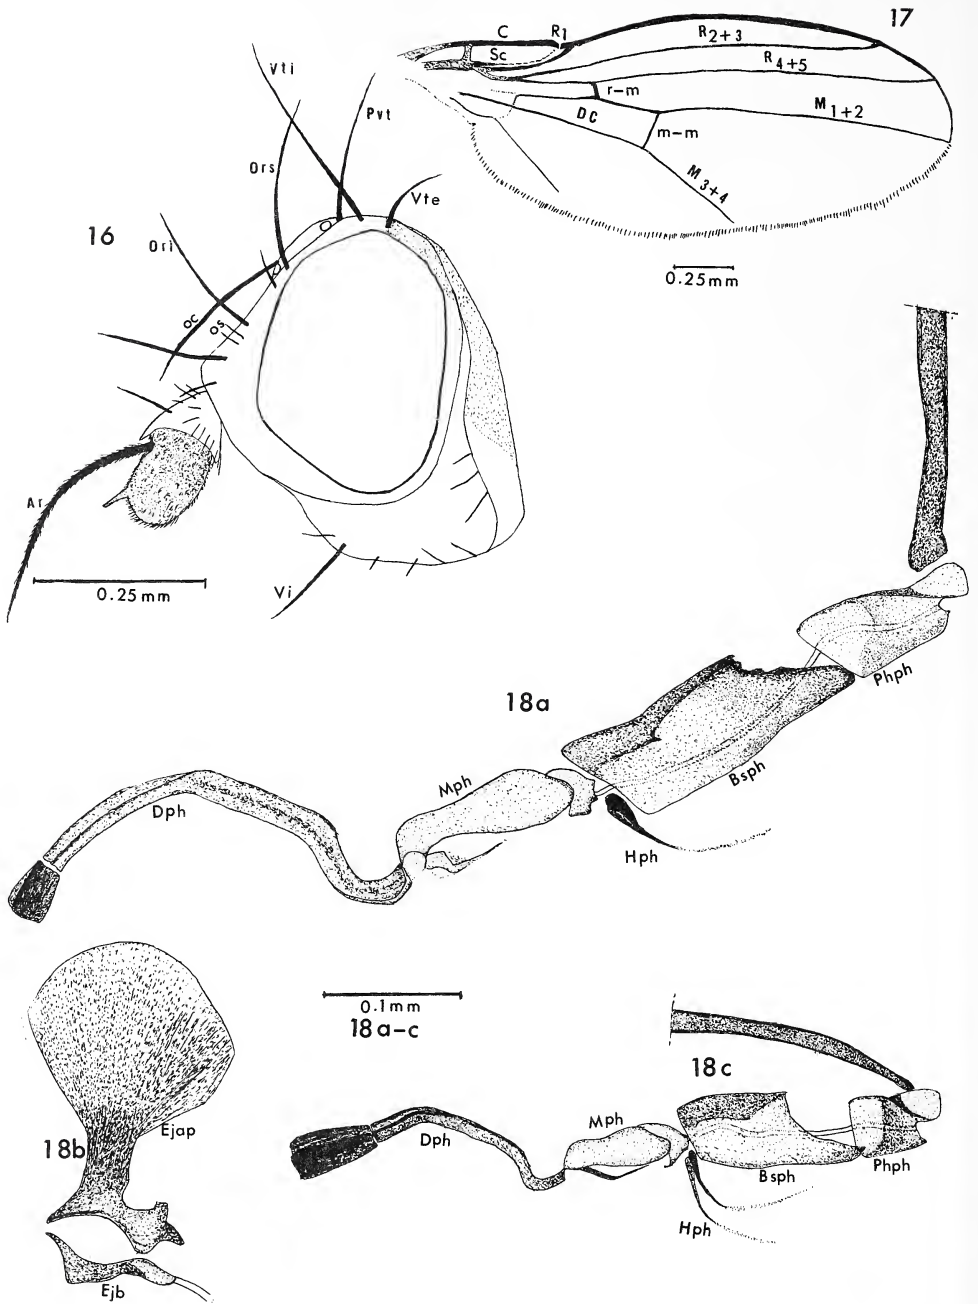 17
C
R1
R2+3
Sc
R4+5
r-m
M1+2
DC
m-m
M3+4
0.25mm
16
Vti
Pvt
Ors
Vte
Ori
oc
os
Ar
0.25mm
Vi
18a
Phph
Bsph
Mph
Dph
Hph
0.1mm
18a-c
18b
Ejap
Ejb
18c
Dph
Mph
Bsph
Phph
Hph